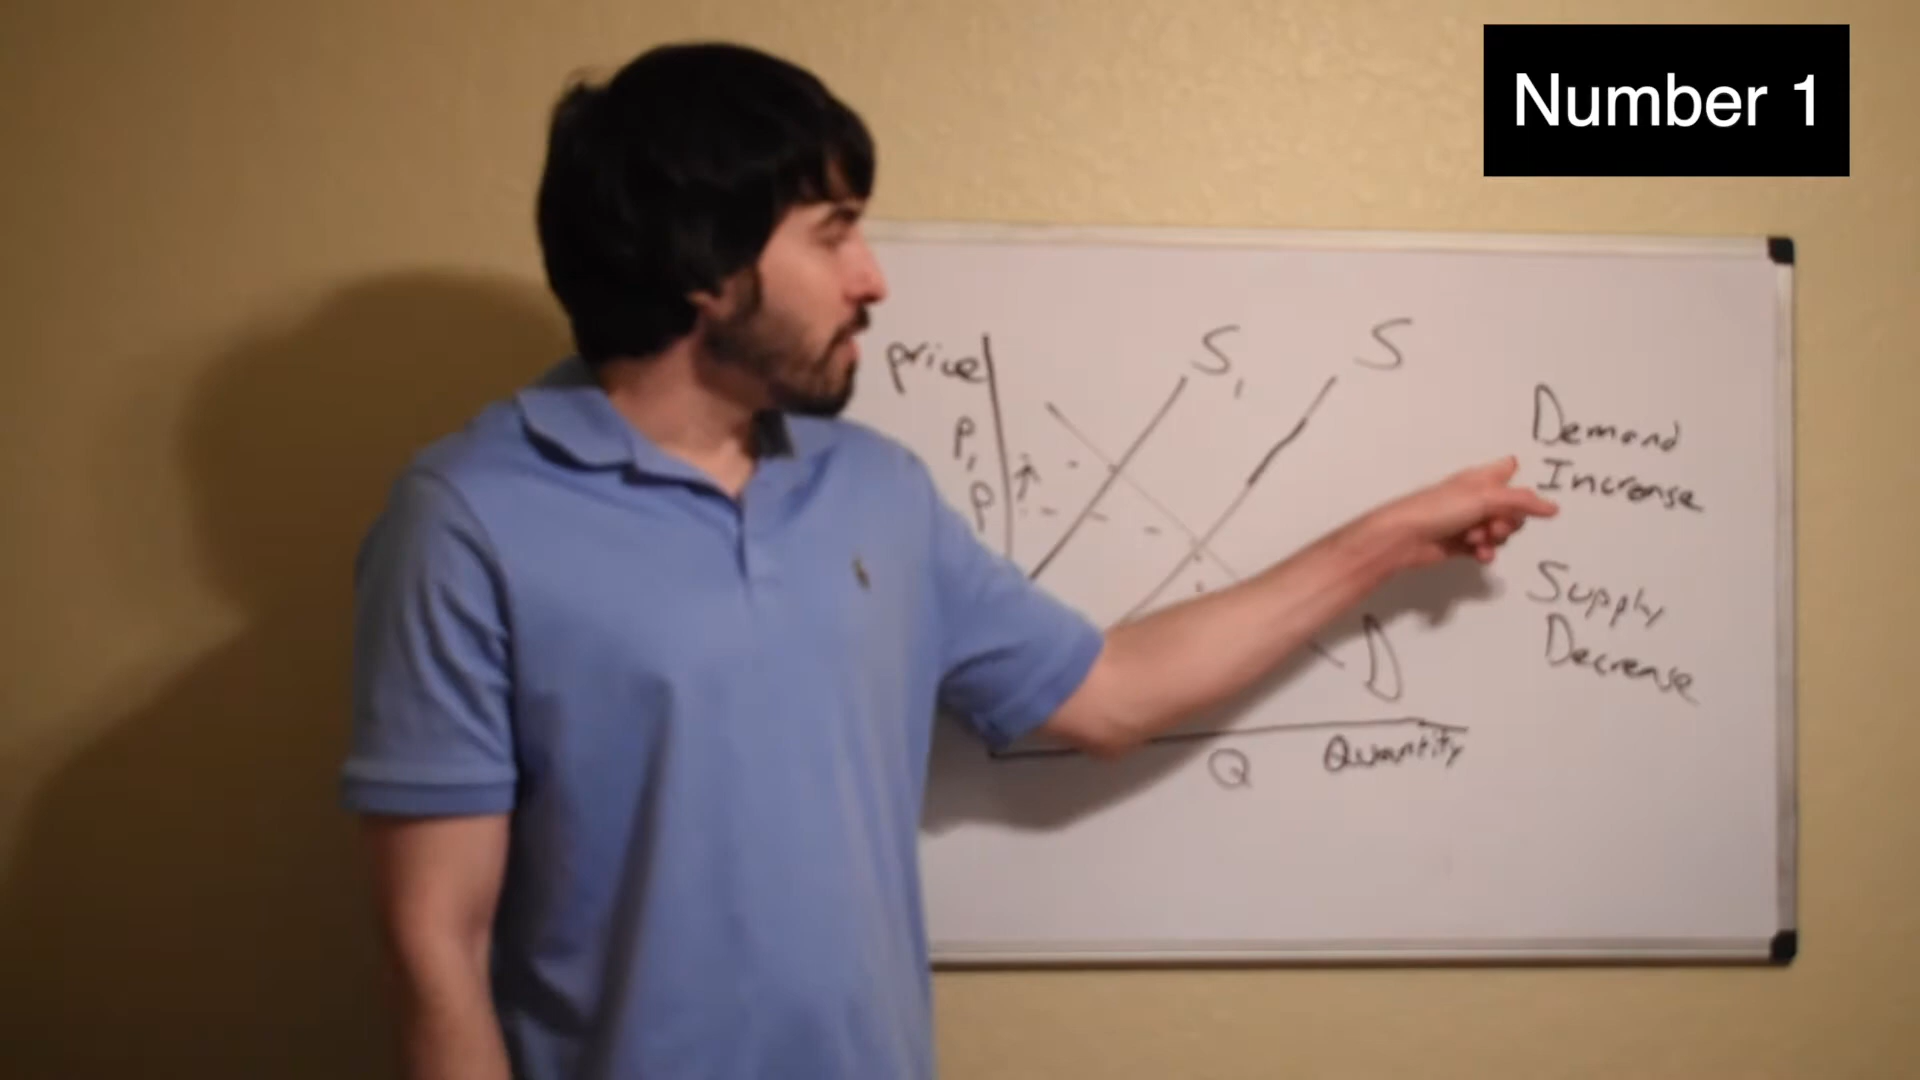 Number 1
price
S1
S
P1
P
Demand
Increase
Supply
Decrease
D
Q
Quantity